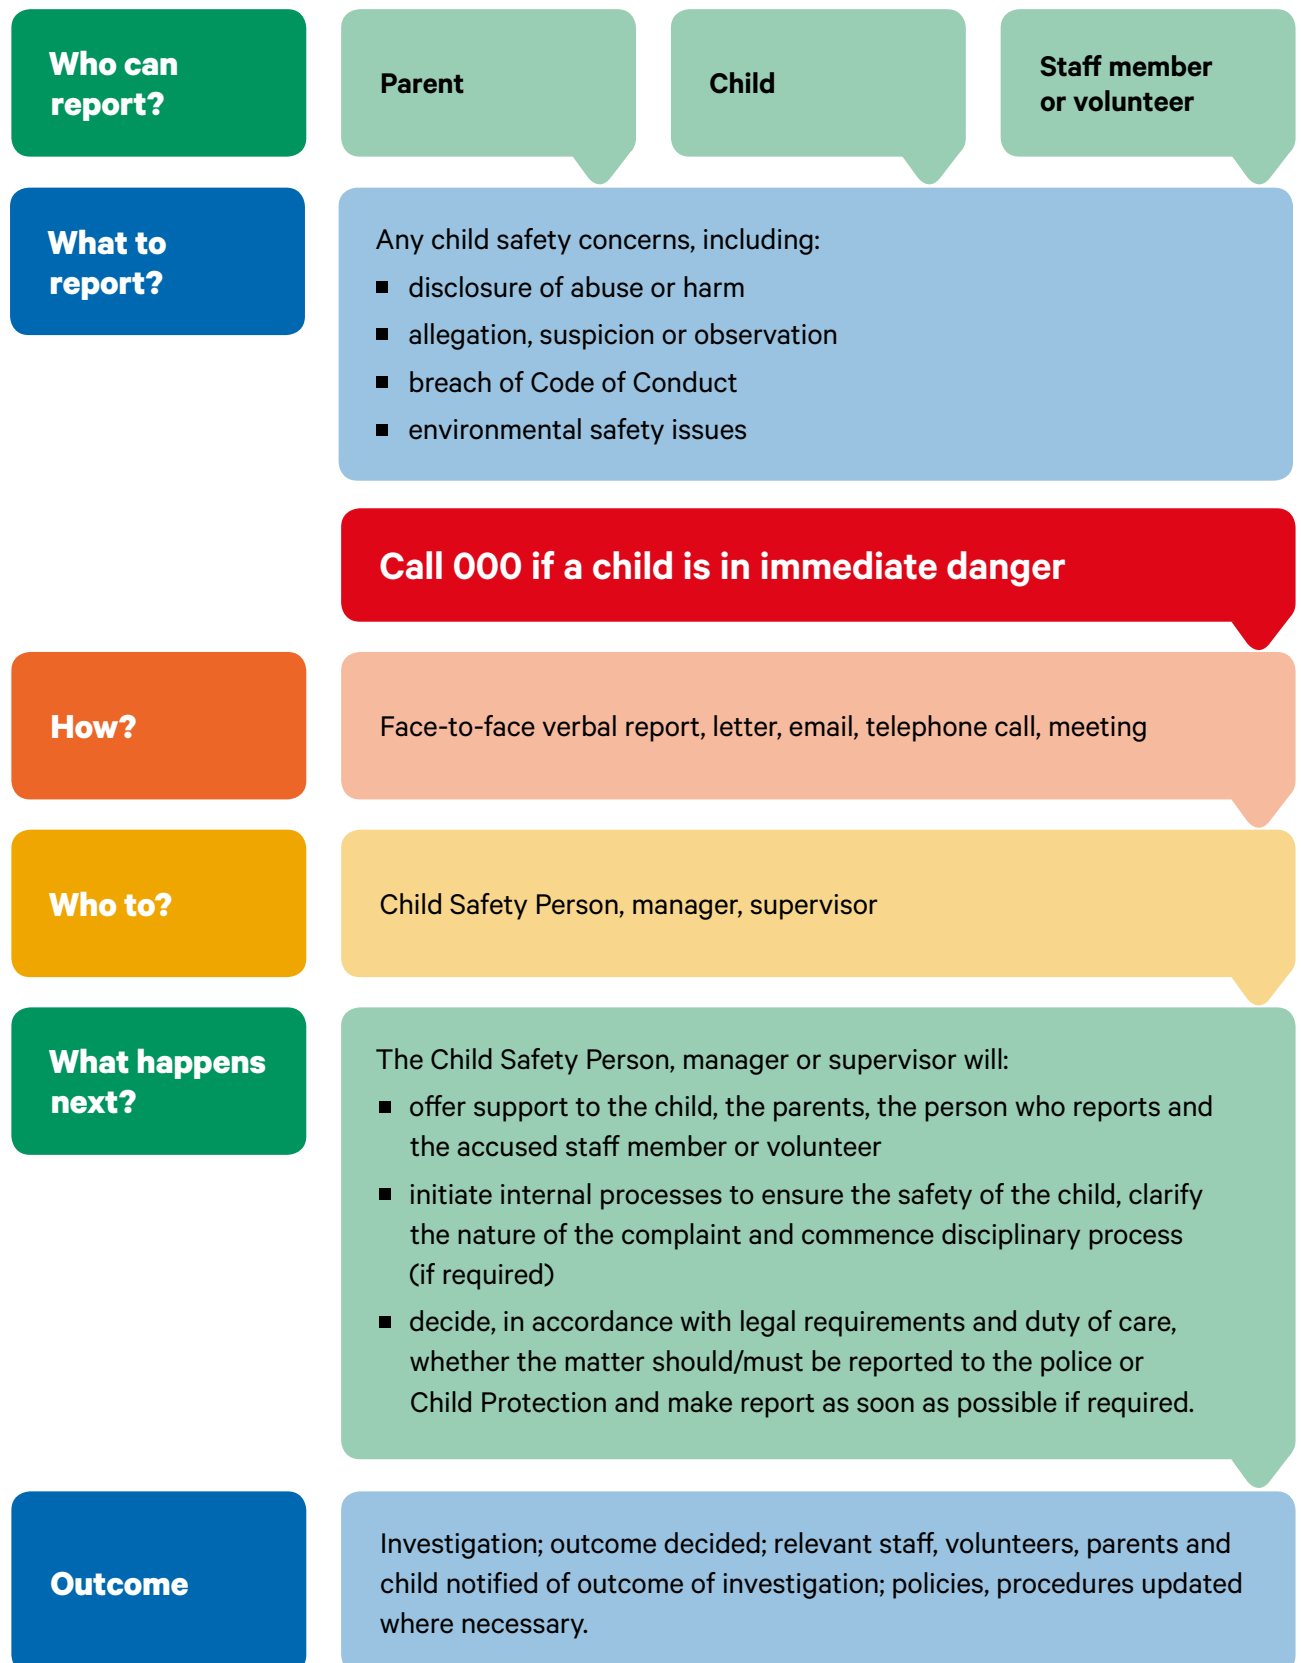 Who can
report?
Parent
Child
Staff member
or volunteer
What to
report?
Any child safety concerns, including:
■ disclosure of abuse or harm
■ allegation, suspicion or observation
■ breach of Code of Conduct
■ environmental safety issues
Call 000 if a child is in immediate danger
How?
Face-to-face verbal report, letter, email, telephone call, meeting
Who to?
Child Safety Person, manager, supervisor
What happens
next?
The Child Safety Person, manager or supervisor will:
■ offer support to the child, the parents, the person who reports and
the accused staff member or volunteer
■ initiate internal processes to ensure the safety of the child, clarify
the nature of the complaint and commence disciplinary process
(if required)
■ decide, in accordance with legal requirements and duty of care,
whether the matter should/must be reported to the police or
Child Protection and make report as soon as possible if required.
Outcome
Investigation; outcome decided; relevant staff, volunteers, parents and
child notified of outcome of investigation; policies, procedures updated
where necessary.